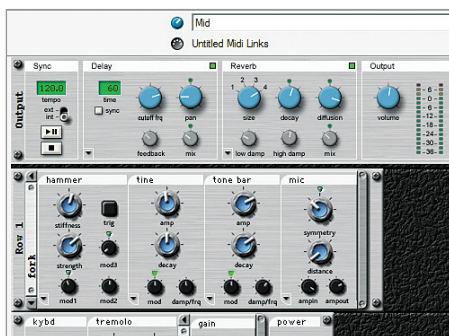 Mid
Untitled Midi Links
Output
Sync
120.0
tempo
ext
int
Delay
60
time
sync
cutoff frq
pan
feedback
mix
Reverb
1 2 3 4
size
decay
diffusion
low damp
high damp
mix
Output
volume
- 6 -
- 0 -
- 6 -
-12-
-18-
-24-
-30-
-36-
Row 1
fork
hammer
stiffness
trig
strength
mod3
mod1
mod2
tine
amp
decay
mod
damp/frq
tone bar
amp
decay
mod
damp/frq
mic
symmetry
distance
ampin
ampout
kybd
tremolo
gain
power